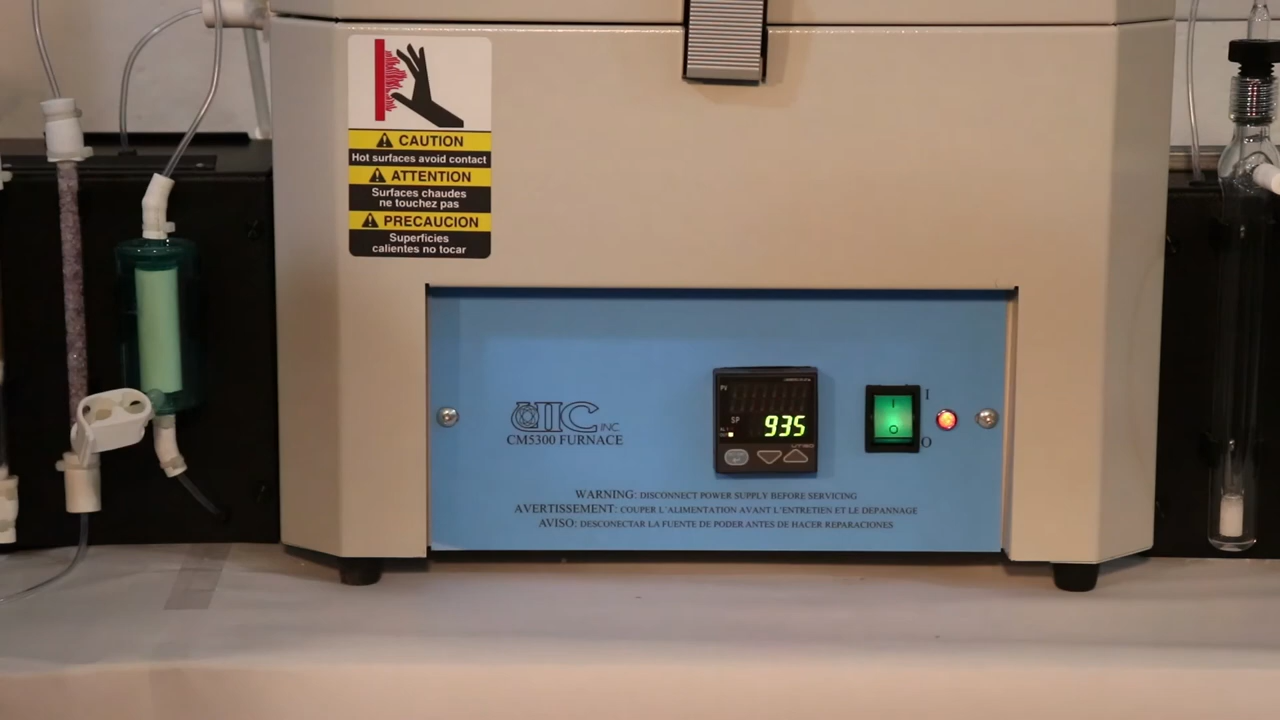 CAUTION
Hot surfaces avoid contact
ATTENTION
Surfaces chaudes
ne touchez pas
PRECAUCION
Superficies
calientes no tocar
UIC INC
CM5300 FURNACE
PV
SP
935
I
O
I
O
WARNING: DISCONNECT POWER SUPPLY BEFORE SERVICING
AVERTISSEMENT: COUPER L'ALIMENTATION AVANT L'ENTRETIEN ET LE DEPANNAGE
AVISO: DESCONECTAR LA FUENTE DE PODER ANTES DE HACER REPARACIONES